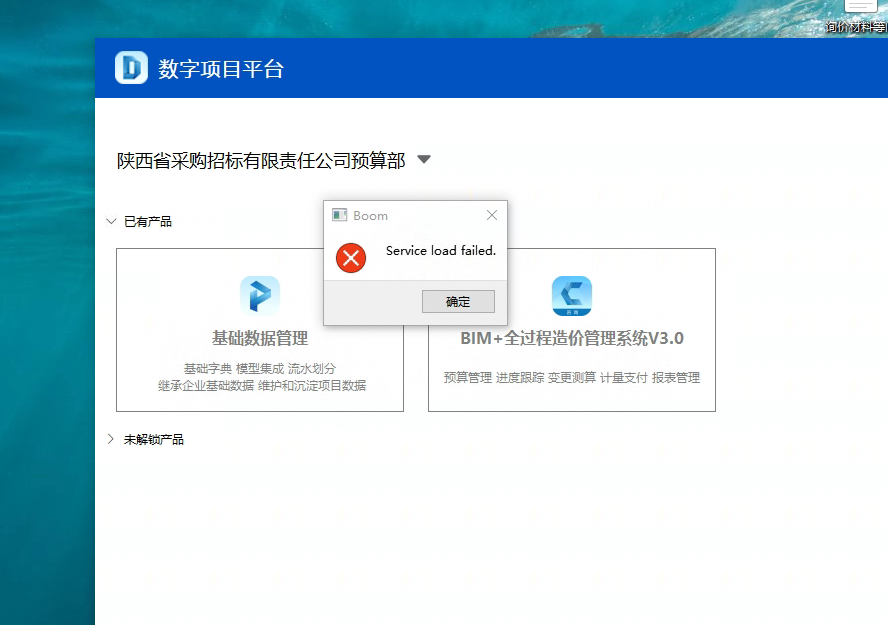 询价材料等
数字项目平台
陕西省采购招标有限责任公司预算部
已有产品
Boom
Service load failed.
确定
基础数据管理
基础字典 模型集成 流水划分
继承企业基础数据 维护和沉淀项目数据
BIM+全过程造价管理系统V3.0
预算管理 进度跟踪 变更测算 计量支付 报表管理
未解锁产品